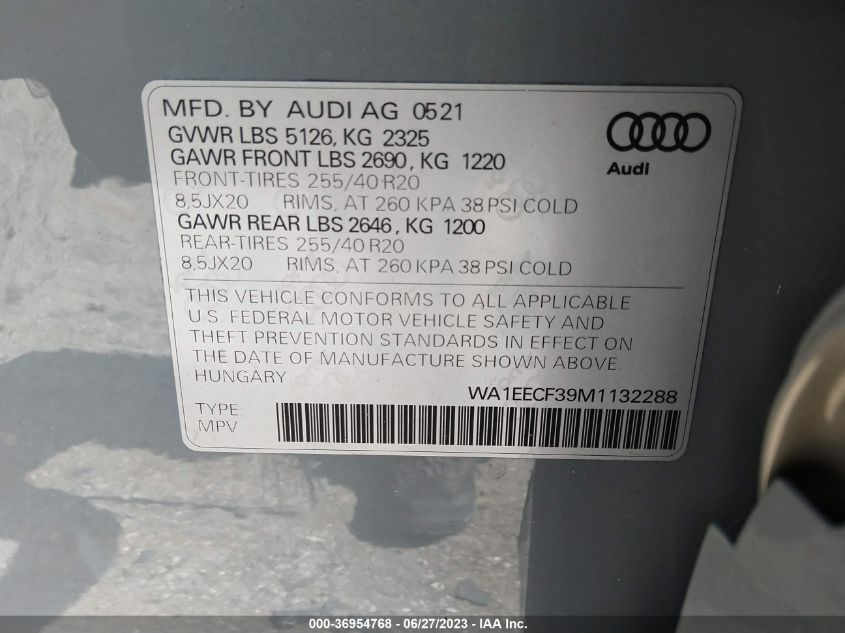 MFD. BY AUDI AG 0521
GVWR LBS 5126, KG 2325
GAWR FRONT LBS 2690, KG 1220
FRONT-TIRES 255/40 R20
8,5JX20 RIMS, AT 260 KPA 38 PSI COLD
GAWR REAR LBS 2646, KG 1200
REAR-TIRES 255/40 R20
8,5JX20 RIMS, AT 260 KPA 38 PSI COLD
Audi
THIS VEHICLE CONFORMS TO ALL APPLICABLE
U.S. FEDERAL MOTOR VEHICLE SAFETY AND
THEFT PREVENTION STANDARDS IN EFFECT ON
THE DATE OF MANUFACTURE SHOWN ABOVE.
HUNGARY
WA1EECF39M1132288
TYPE:
MPV
000-36954768 - 06/27/2023 - IAA Inc.